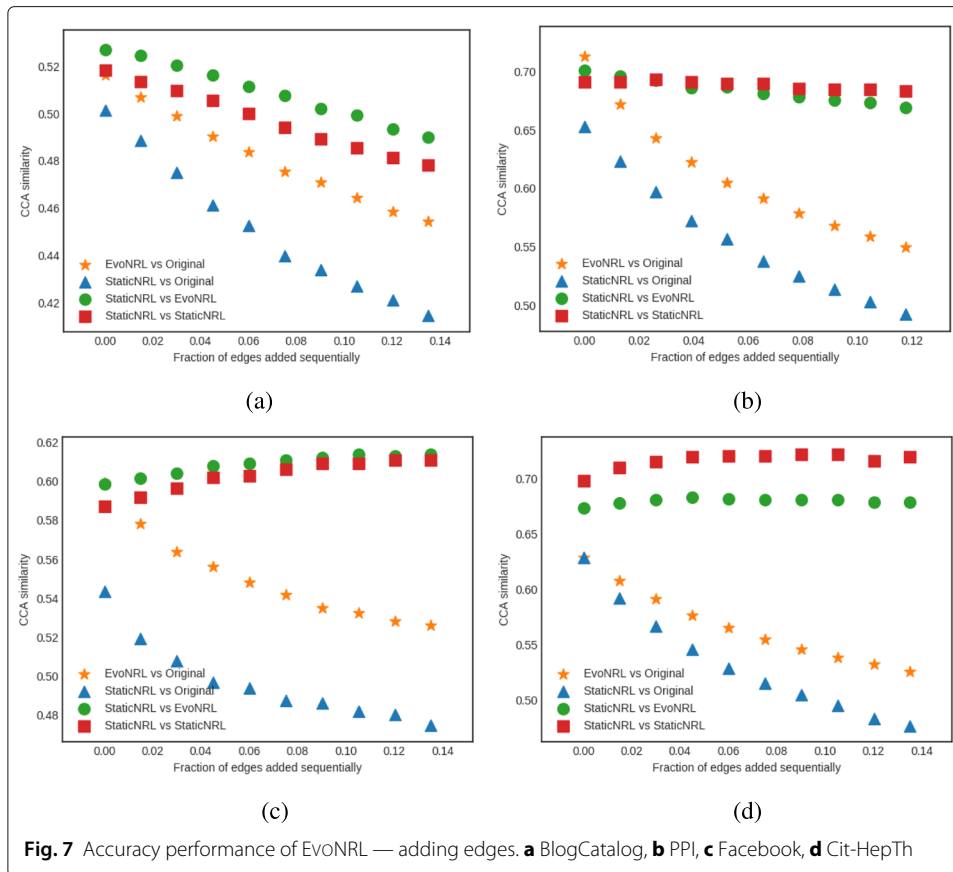 0.52
0.50
0.48
0.46
0.44
0.42
CCA similarity
EvoNRL vs Original
StaticNRL vs Original
StaticNRL vs EvoNRL
StaticNRL vs StaticNRL
0.00 0.02 0.04 0.06 0.08 0.10 0.12 0.14
Fraction of edges added sequentially
(a)
0.70
0.65
0.60
0.55
0.50
CCA similarity
EvoNRL vs Original
StaticNRL vs Original
StaticNRL vs EvoNRL
StaticNRL vs StaticNRL
0.00 0.02 0.04 0.06 0.08 0.10 0.12
Fraction of edges added sequentially
(b)
0.62
0.60
0.58
0.56
0.54
0.52
0.50
0.48
CCA similarity
EvoNRL vs Original
StaticNRL vs Original
StaticNRL vs EvoNRL
StaticNRL vs StaticNRL
0.00 0.02 0.04 0.06 0.08 0.10 0.12 0.14
Fraction of edges added sequentially
(c)
0.70
0.65
0.60
0.55
0.50
CCA similarity
EvoNRL vs Original
StaticNRL vs Original
StaticNRL vs EvoNRL
StaticNRL vs StaticNRL
0.00 0.02 0.04 0.06 0.08 0.10 0.12 0.14
Fraction of edges added sequentially
(d)
Fig. 7 Accuracy performance of EVONRL — adding edges. a BlogCatalog, b PPI, c Facebook, d Cit-HepTh